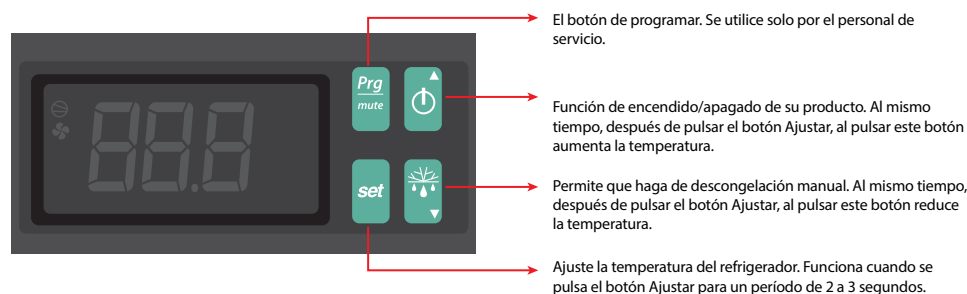 El botón de programar. Se utilice solo por el personal de
servicio.
Prg
mute
Función de encendido/apagado de su producto. Al mismo
tiempo, después de pulsar el botón Ajustar, al pulsar este botón
aumenta la temperatura.
88.8
set
Permite que haga de descongelación manual. Al mismo tiempo,
después de pulsar el botón Ajustar, al pulsar este botón reduce
la temperatura.
Ajuste la temperatura del refrigerador. Funciona cuando se
pulsa el botón Ajustar para un período de 2 a 3 segundos.